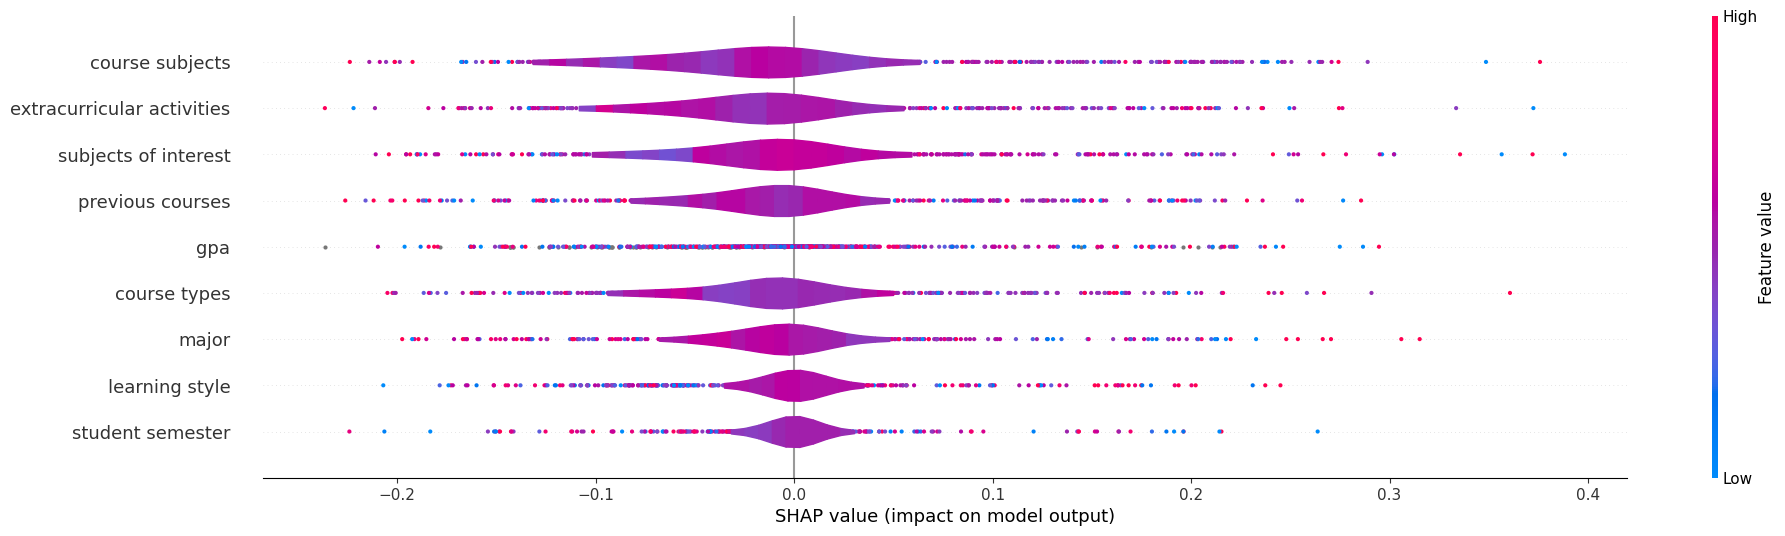 High
course subjects
extracurricular activities
subjects of interest
previous courses
gpa
course types
major
learning style
student semester
Feature value
Low
−0.2
−0.1
0.0
0.1
0.2
0.3
0.4
SHAP value (impact on model output)